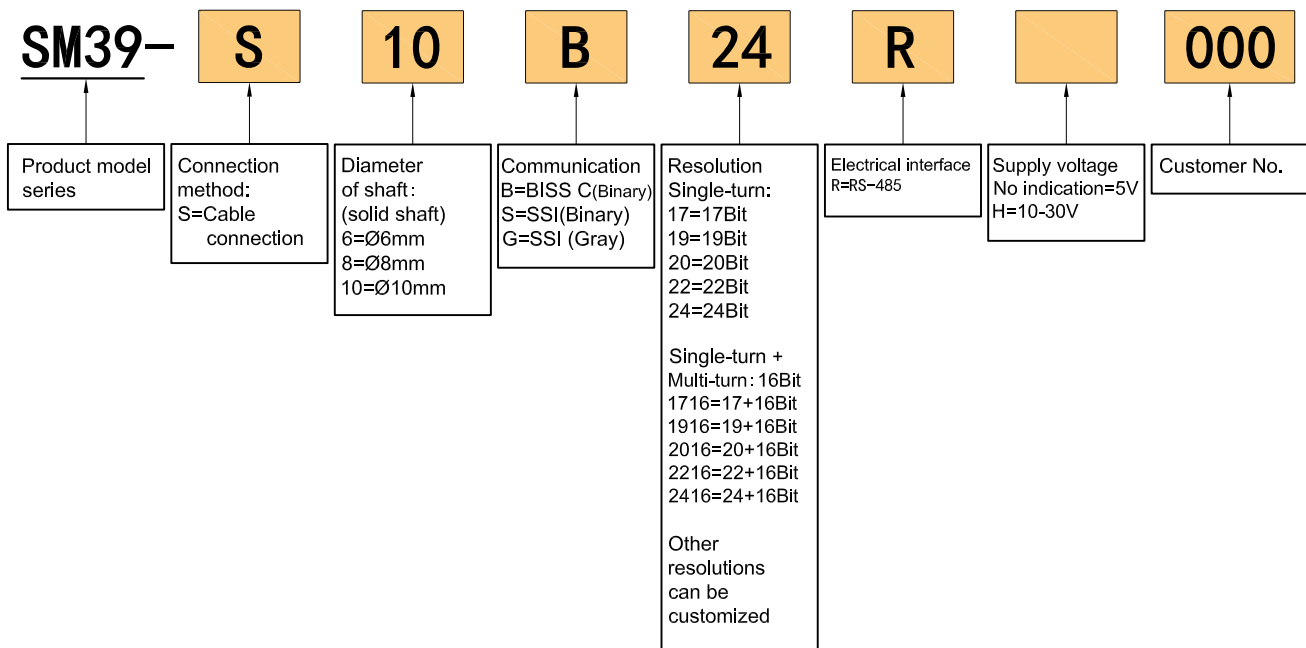 SM39- S 10 B 24 R 000
Product model
series
Connection
method:
S=Cable
connection
Diameter
of shaft:
(solid shaft)
6=Ø6mm
8=Ø8mm
10=Ø10mm
Communication
B=BISS C(Binary)
S=SSI(Binary)
G=SSI (Gray)
Resolution
Single-turn:
17=17Bit
19=19Bit
20=20Bit
22=22Bit
24=24Bit
Single-turn +
Multi-turn: 16Bit
1716=17+16Bit
1916=19+16Bit
2016=20+16Bit
2216=22+16Bit
2416=24+16Bit
Other
resolutions
can be
customized
Electrical interface
R=RS-485
Supply voltage
No indication=5V
H=10-30V
Customer No.